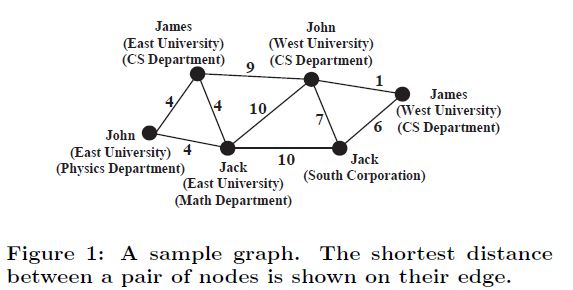 James
(East University)
(CS Department)
John
(West University)
(CS Department)
9
1
James
(West University)
(CS Department)
4
4
10
7
6
John
(East University)
(Physics Department)
4
Jack
(East University)
(Math Department)
10
Jack
(South Corporation)
Figure 1: A sample graph. The shortest distance
between a pair of nodes is shown on their edge.